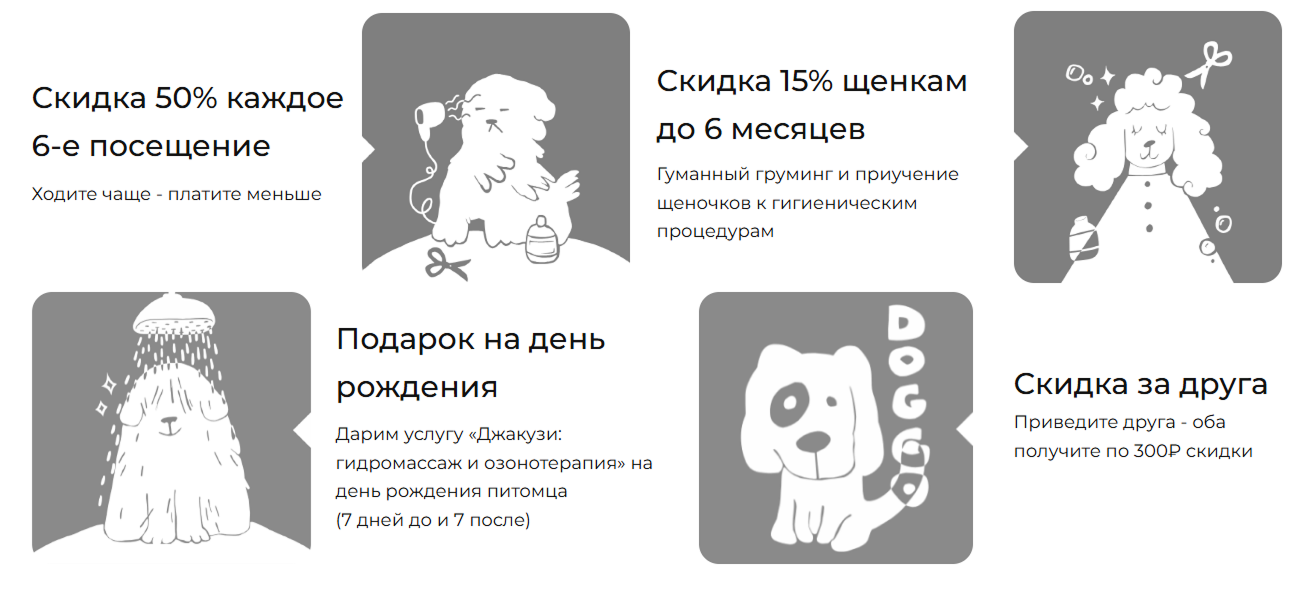 Скидка 50% каждое
6-е посещение
Ходите чаще - платите меньше
Скидка 15% щенкам
до 6 месяцев
Гуманный груминг и приучение
щеночков к гигиеническим
процедурам
Подарок на день
рождения
Дарим услугу «Джакузи:
гидромассаж и озонотерапия» на
день рождения питомца
(7 дней до и 7 после)
DOGGO
Скидка за друга
Приведите друга - оба
получите по 300₽ скидки